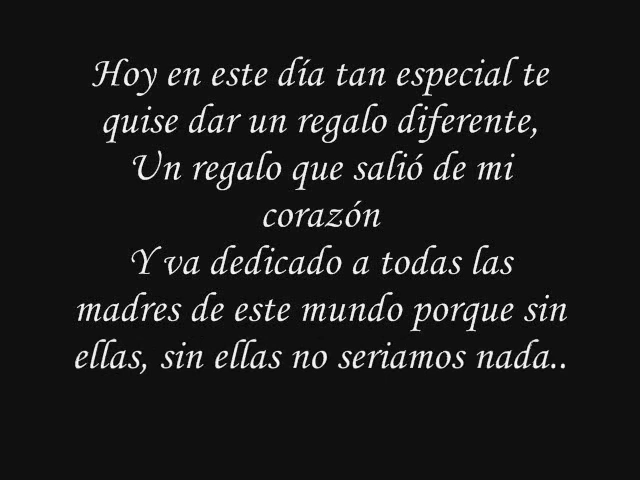 Hoy en este día tan especial te
quise dar un regalo diferente,
Un regalo que salió de mi
corazón
Y va dedicado a todas las
madres de este mundo porque sin
ellas, sin ellas no seriamos nada..